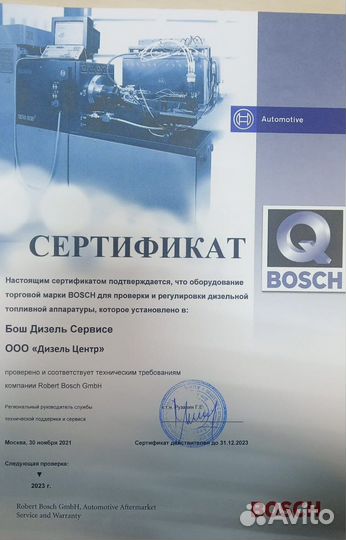 Automotive
Q
BOSCH
СЕРТИФИКАТ
Настоящим сертификатом подтверждается, что оборудование
торговой марки BOSCH для проверки и регулировки дизельной
топливной аппаратуры, которое установлено в:
Бош Дизель Сервисе
ООО «Дизель Центр»
проверено и соответствует техническим требованиям
компании Robert Bosch GmbH
Региональный руководитель службы
технической поддержки и сервиса
к.т.н. Рузавин Г.Е.
Москва, 30 ноября 2021
Сертификат действителен до 31.12.2023
Следующая проверка:
2023 г.
Robert Bosch GmbH, Automotive Aftermarket
Service and Warranty
BOSCH
Avito